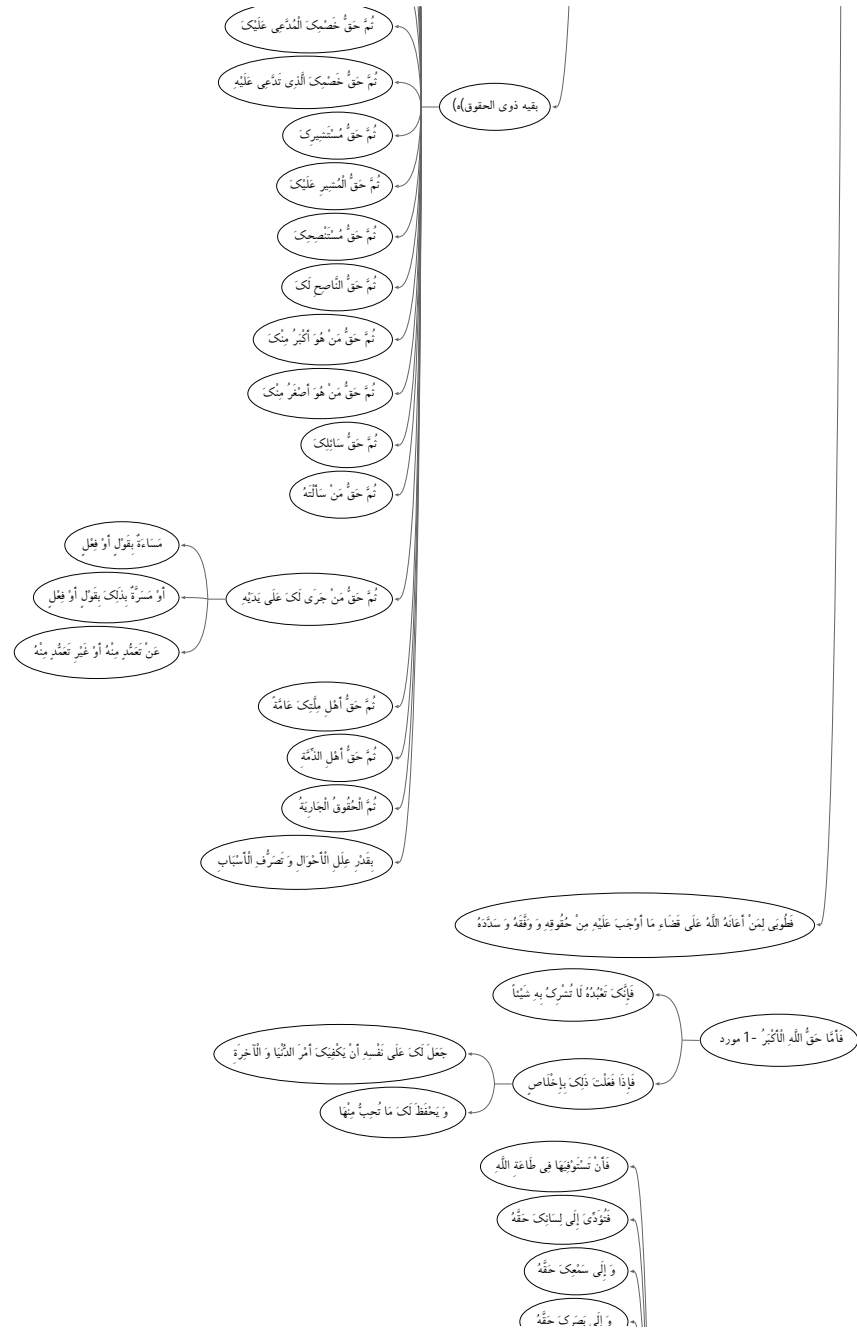 ثُمَّ حَقُّ خَصْمِکَ الْمُدَّعِی عَلَیْکَ
ثُمَّ حَقُّ خَصْمِکَ الَّذِی تَدَّعِی عَلَیْهِ
بقیه ذوی الحقوق)ه)
ثُمَّ حَقُّ مُسْتَشِیرِکَ
ثُمَّ حَقُّ الْمُشِیرِ عَلَیْکَ
ثُمَّ حَقُّ مُسْتَنْصِحِکَ
ثُمَّ حَقُّ النَّاصِحِ لَکَ
ثُمَّ حَقُّ مَنْ هُوَ أَکْبَرُ مِنْکَ
ثُمَّ حَقُّ مَنْ هُوَ أَصْغَرُ مِنْکَ
ثُمَّ حَقُّ سَائِلِکَ
ثُمَّ حَقُّ مَنْ سَأَلْتَهُ
ثُمَّ حَقُّ مَنْ جَرَی لَکَ عَلَی یَدَیْهِ
مَسَاءَةٌ بِقَوْلٍ أَوْ فِعْلٍ
أَوْ مَسَرَّةٌ بِذَلِکَ بِقَوْلٍ أَوْ فِعْلٍ
عَنْ تَعَمُّدٍ مِنْهُ أَوْ غَیْرِ تَعَمُّدٍ مِنْهُ
ثُمَّ حَقُّ أَهْلِ مِلَّتِکَ عَامَّةً
ثُمَّ حَقُّ أَهْلِ الذِّمَّةِ
ثُمَّ الْحُقُوقُ الْجَارِیَةُ
بِقَدْرِ عِلَلِ الْأَحْوَالِ وَ تَصَرُّفِ الْأَسْبَابِ
فَطُوبَی لِمَنْ أَعَانَهُ اللَّهُ عَلَی قَضَاءِ مَا أَوْجَبَ عَلَیْهِ مِنْ حُقُوقِهِ وَ وَفَّقَهُ وَ سَدَّدَهُ
فَأَمَّا حَقُّ اللَّهِ الْأَکْبَرُ -1 مورد
فَإِنَّکَ تَعْبُدُهُ لَا تُشْرِکُ بِهِ شَیْئاً
فَإِذَا فَعَلْتَ ذَلِکَ بِإِخْلَاصٍ
جَعَلَ لَکَ عَلَی نَفْسِهِ أَنْ یَکْفِیَکَ أَمْرَ الدُّنْیَا وَ الْآخِرَةِ
وَ یَحْفَظَ لَکَ مَا تُحِبُّ مِنْهَا
فَأَنْ تَسْتَوْفِیَهَا فِی طَاعَةِ اللَّهِ
فَتُؤَدِّیَ إِلَی لِسَانِکَ حَقَّهُ
وَ إِلَی سَمْعِکَ حَقَّهُ
وَ إِلَی بَصَرِکَ حَقَّهُ